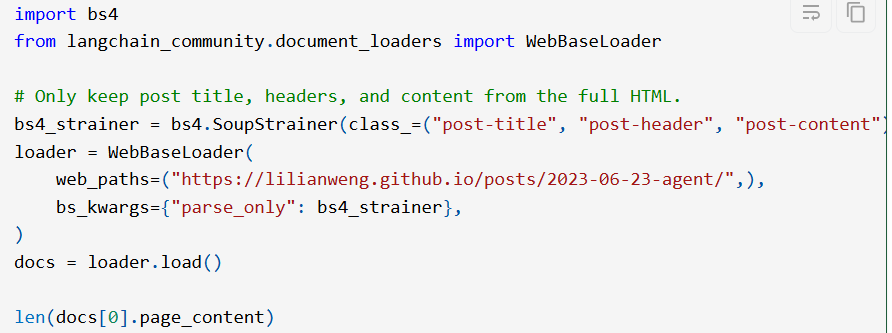 import bs4
from langchain_community.document_loaders import WebBaseLoader
# Only keep post title, headers, and content from the full HTML.
bs4_strainer = bs4.SoupStrainer(class_=("post-title", "post-header", "post-content")
loader = WebBaseLoader(
    web_paths=("https://lilianweng.github.io/posts/2023-06-23-agent/",),
    bs_kwargs={"parse_only": bs4_strainer},
)
docs = loader.load()
len(docs[0].page_content)